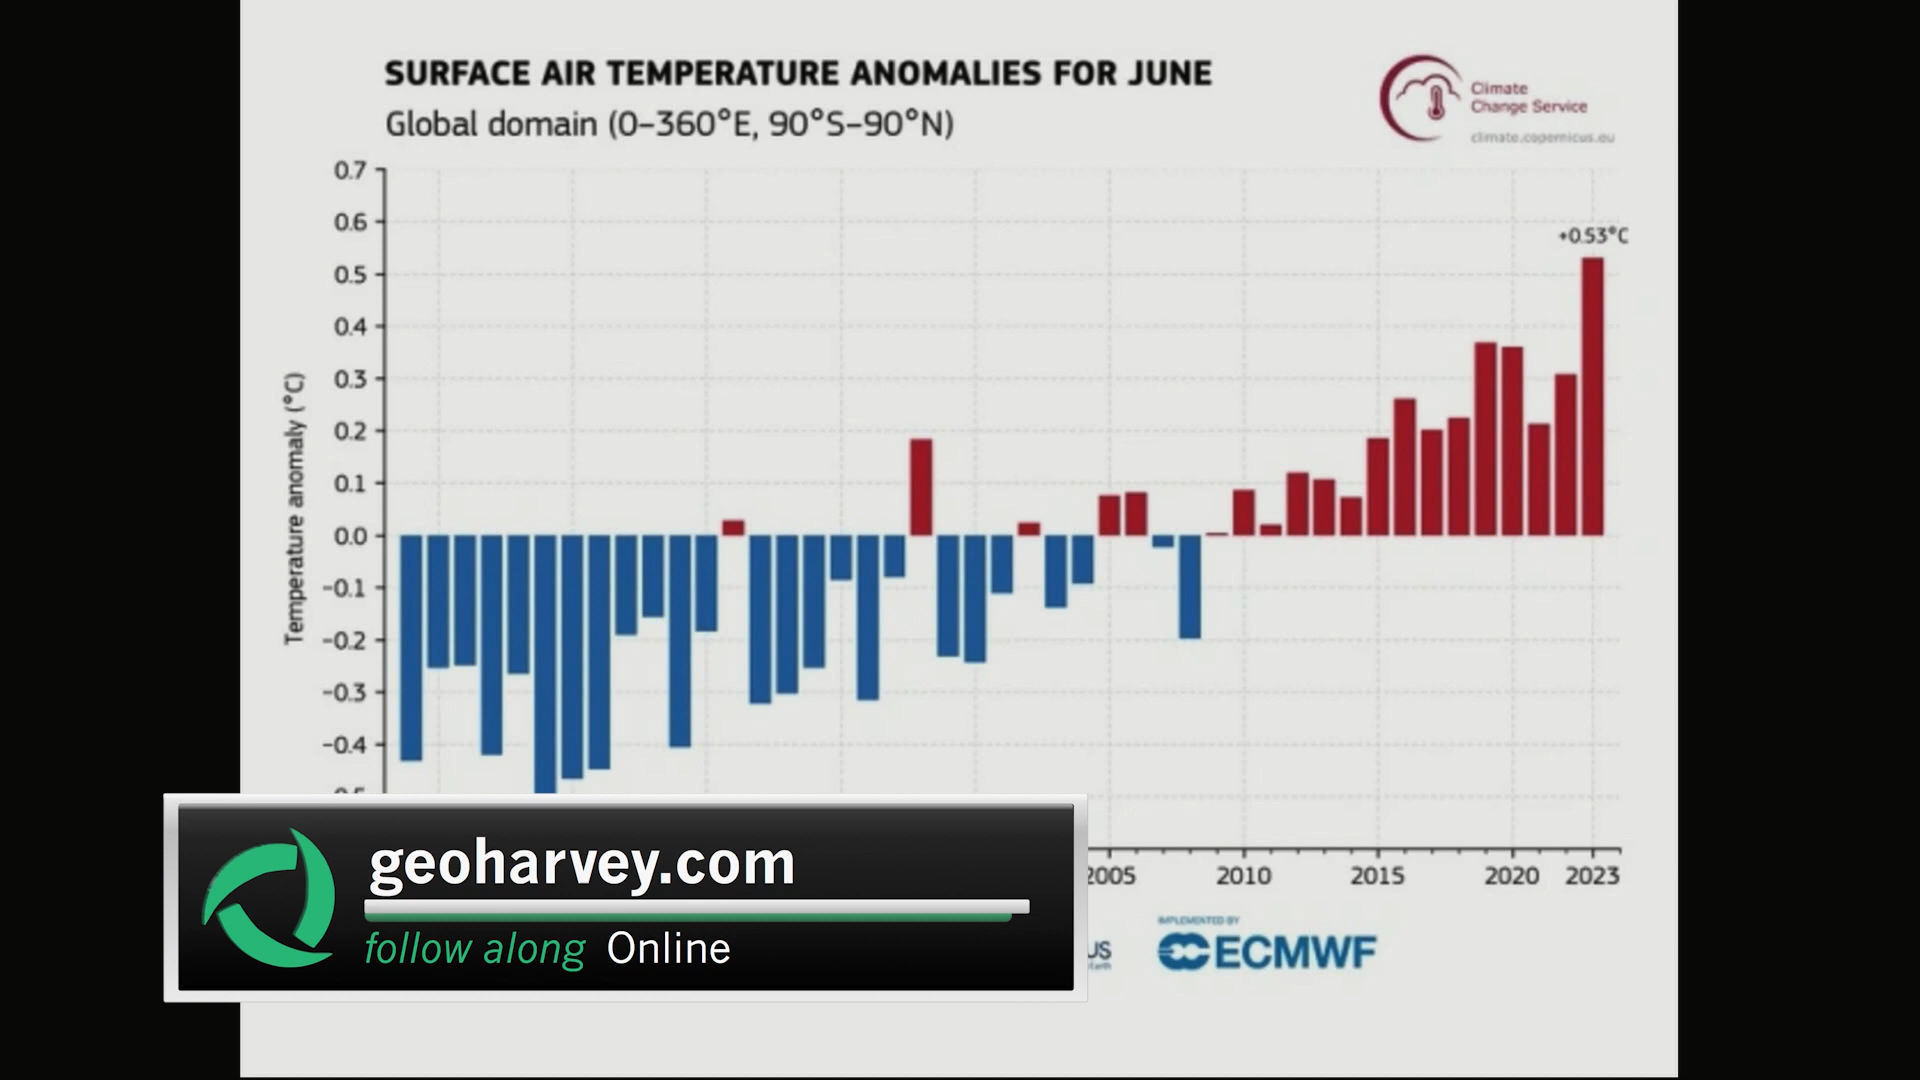 SURFACE AIR TEMPERATURE ANOMALIES FOR JUNE
Global domain (0–360°E, 90°S–90°N)
Climate
Change Service
climate.copernicus.eu
0.7
0.6
+0.53°C
0.5
0.4
0.3
0.2
0.1
0.0
−0.1
−0.2
−0.3
−0.4
Temperature anomaly (°C)
2005 2010 2015 2020 2023
geoharvey.com
follow along Online
IMPLEMENTED BY
ECMWF